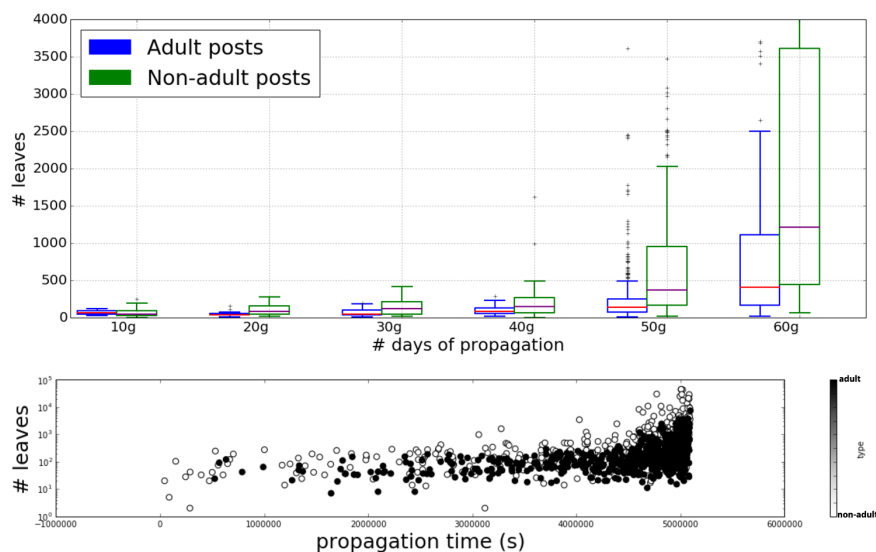 4000
3500
3000
2500
2000
1500
1000
500
0
# leaves
Adult posts
Non-adult posts
10g 20g 30g 40g 50g 60g
# days of propagation
10^5
10^4
10^3
10^2
10^1
10^0
# leaves
−1000000 0 1000000 2000000 3000000 4000000 5000000 6000000
propagation time (s)
adult
type
non-adult